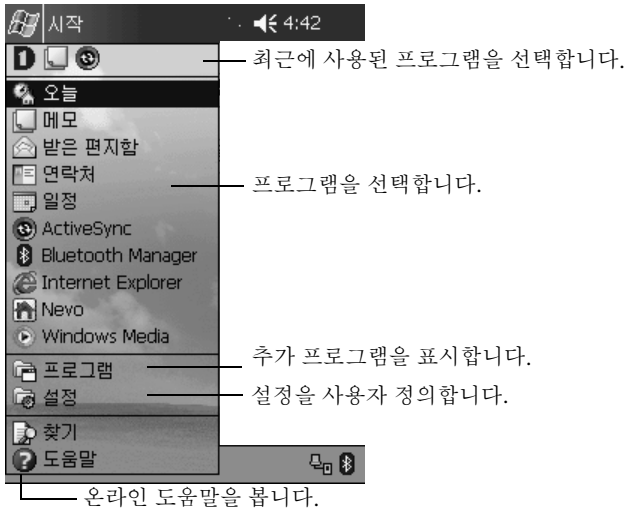 시작 4:42
최근에 사용된 프로그램을 선택합니다.
오늘
메모
받은 편지함
연락처
프로그램을 선택합니다.
일정
ActiveSync
Bluetooth Manager
Internet Explorer
Nevo
Windows Media
추가 프로그램을 표시합니다.
프로그램
설정을 사용자 정의합니다.
설정
찾기
도움말
온라인 도움말을 봅니다.